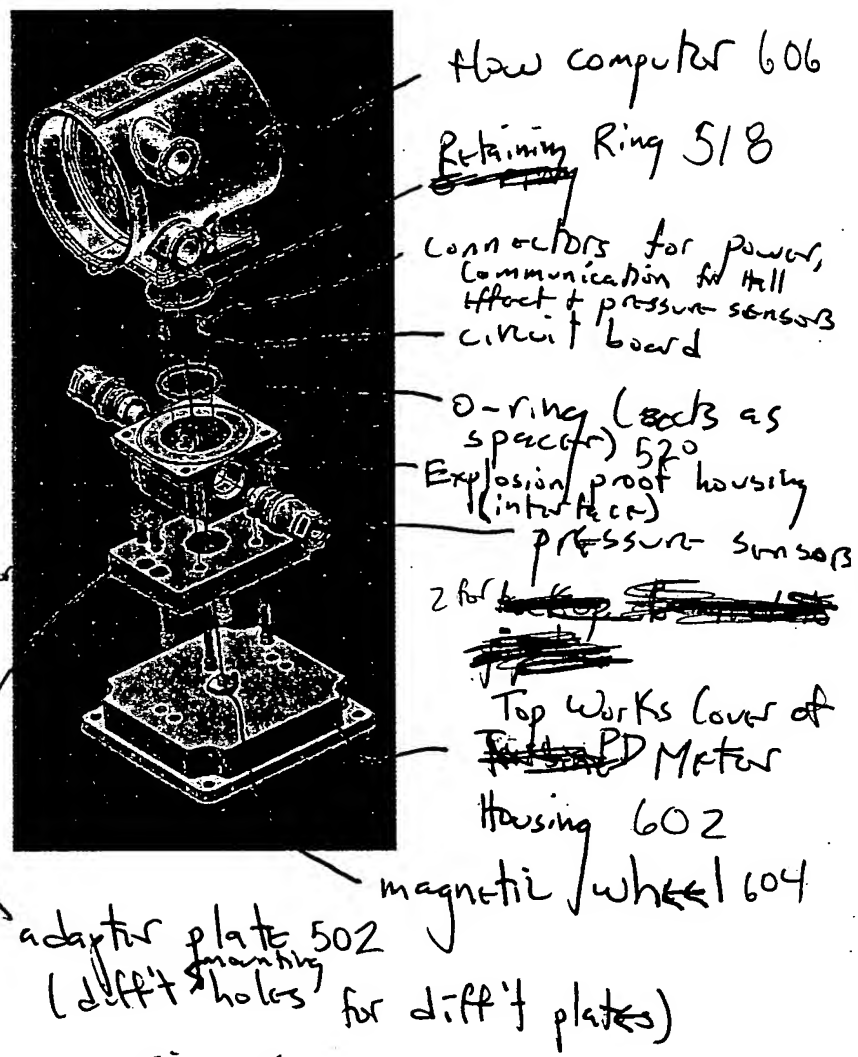 flow computer 606
Retaining Ring 518
connectors for power,
Communication for Hall
effect + pressure sensors
circuit board
O-ring (acts as
spacer) 520
Explosion proof housing
(interface)
pressure sensors
2 for
Top Works Cover of
PD Meter
Housing 602
magnetic wheel 604
adapter plate 502
(diff't mounting holes for diff't plates)